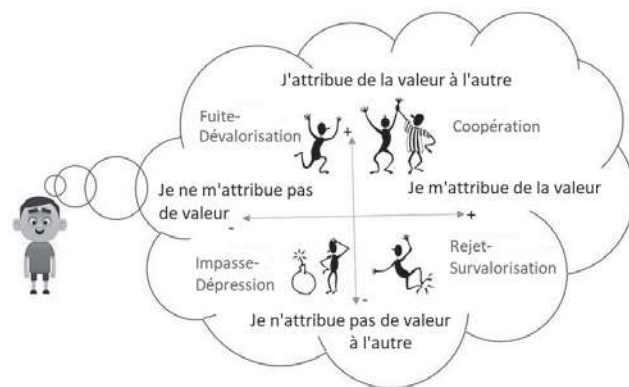 J'attribue de la valeur à l'autre
Fuite-
Dévalorisation
+
Coopération
Je ne m'attribue pas
de valeur
-
Je m'attribue de la valeur
+
Impasse-
Dépression
Rejet-
Survalorisation
-
Je n'attribue pas de valeur
à l'autre